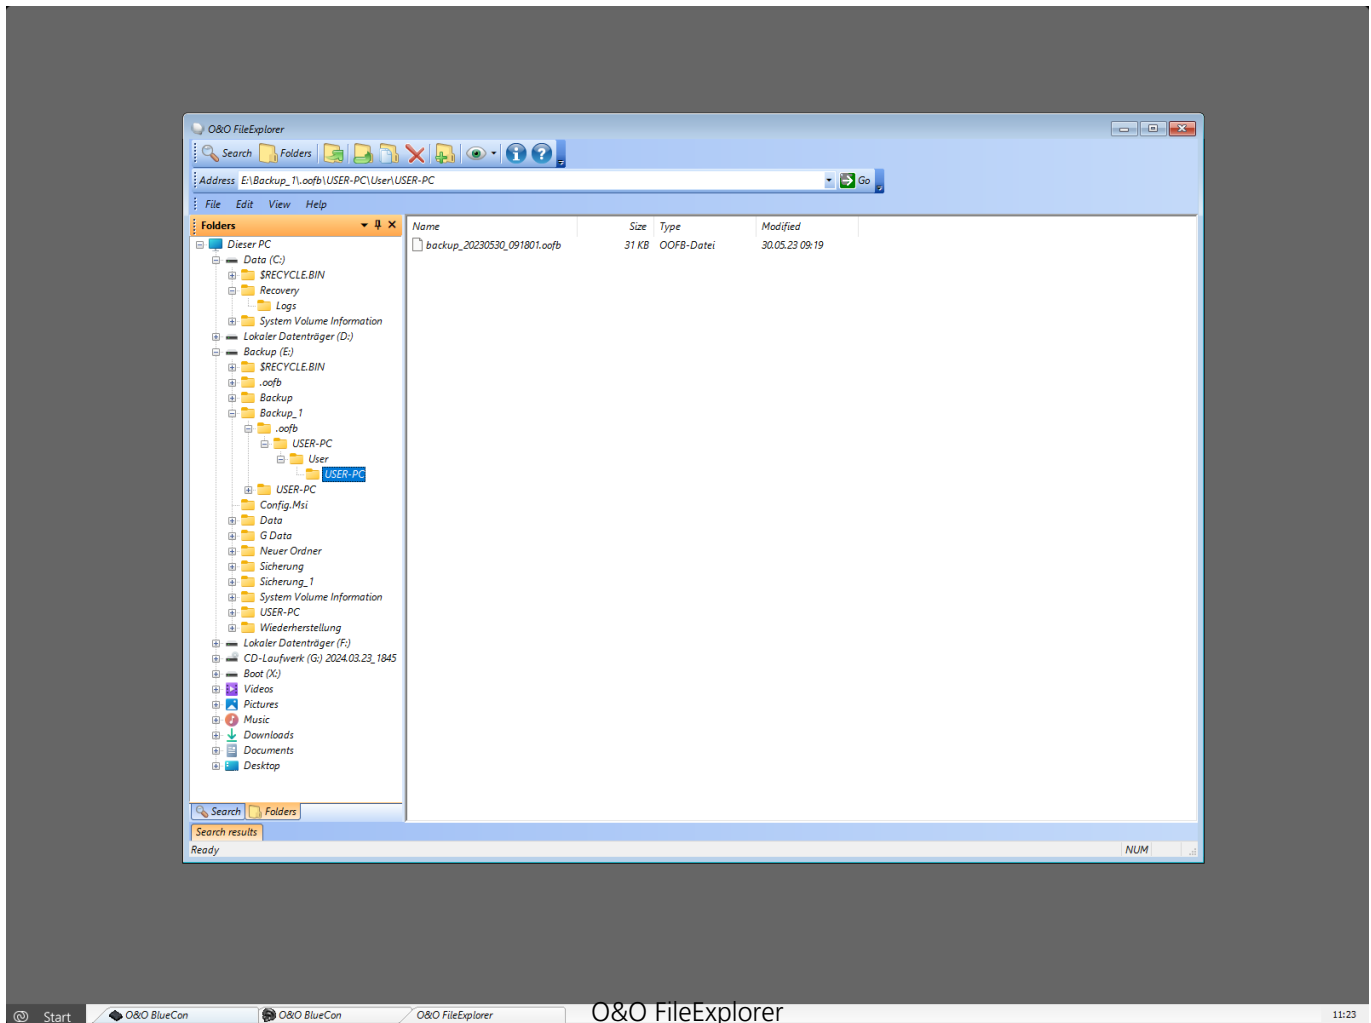 O&O FileExplorer
Search Folders
Address E:\Backup_1\.oofb\USER-PC\User\USER-PC Go
File Edit View Help
Folders
Name Size Type Modified
backup_20230530_091801.oofb 31 KB OOFB-Datei 30.05.23 09:19
Dieser PC
Data (C:)
$RECYCLE.BIN
Recovery
Logs
System Volume Information
Lokaler Datenträger (D:)
Backup (E:)
$RECYCLE.BIN
.oofb
Backup
Backup_1
.oofb
USER-PC
User
USER-PC
USER-PC
Config.Msi
Data
G Data
Neuer Ordner
Sicherung
Sicherung_1
System Volume Information
USER-PC
Wiederherstellung
Lokaler Datenträger (F:)
CD-Laufwerk (G:) 2024.03.23_1845
Boot (X:)
Videos
Pictures
Music
Downloads
Documents
Desktop
Search Folders
Search results
Ready NUM
Start O&O BlueCon O&O BlueCon O&O FileExplorer O&O FileExplorer 11:23